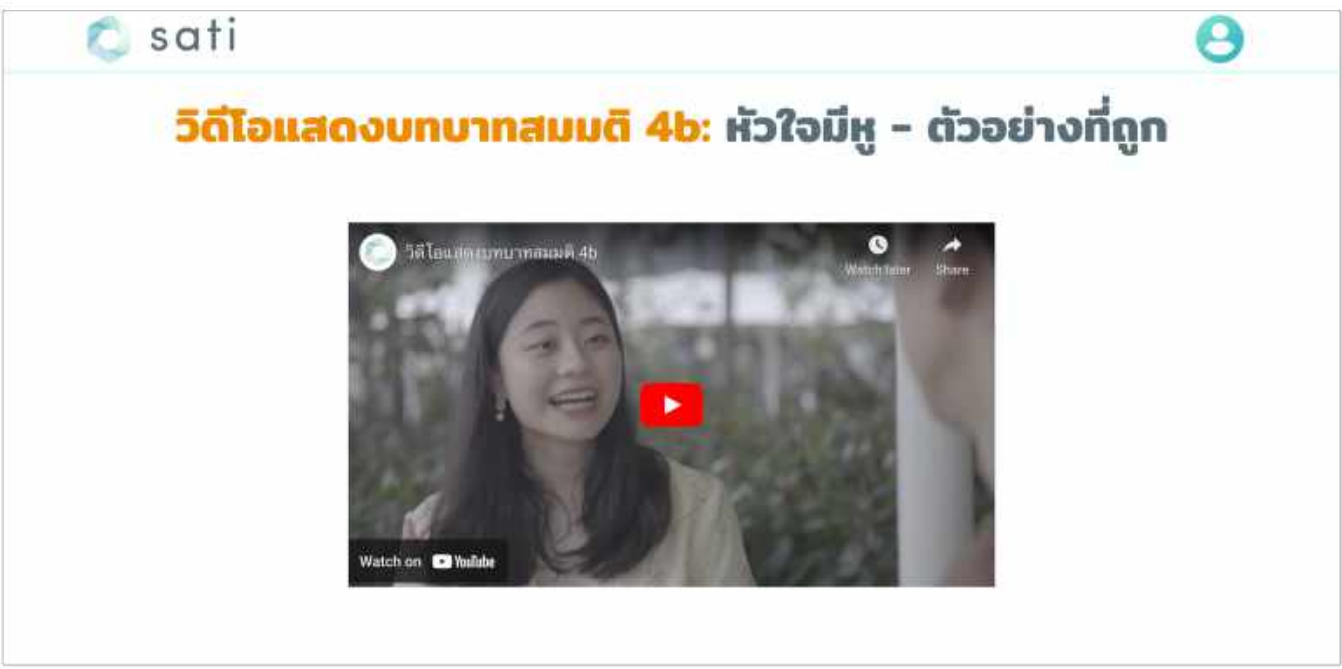 sati
วิดีโอแสดงบทบาทสมมติ 4b: หัวใจมีหู - ตัวอย่างที่ถูก
วิดีโอแสดงบทบาทสมมติ 4b
Watch later
Share
Watch on YouTube